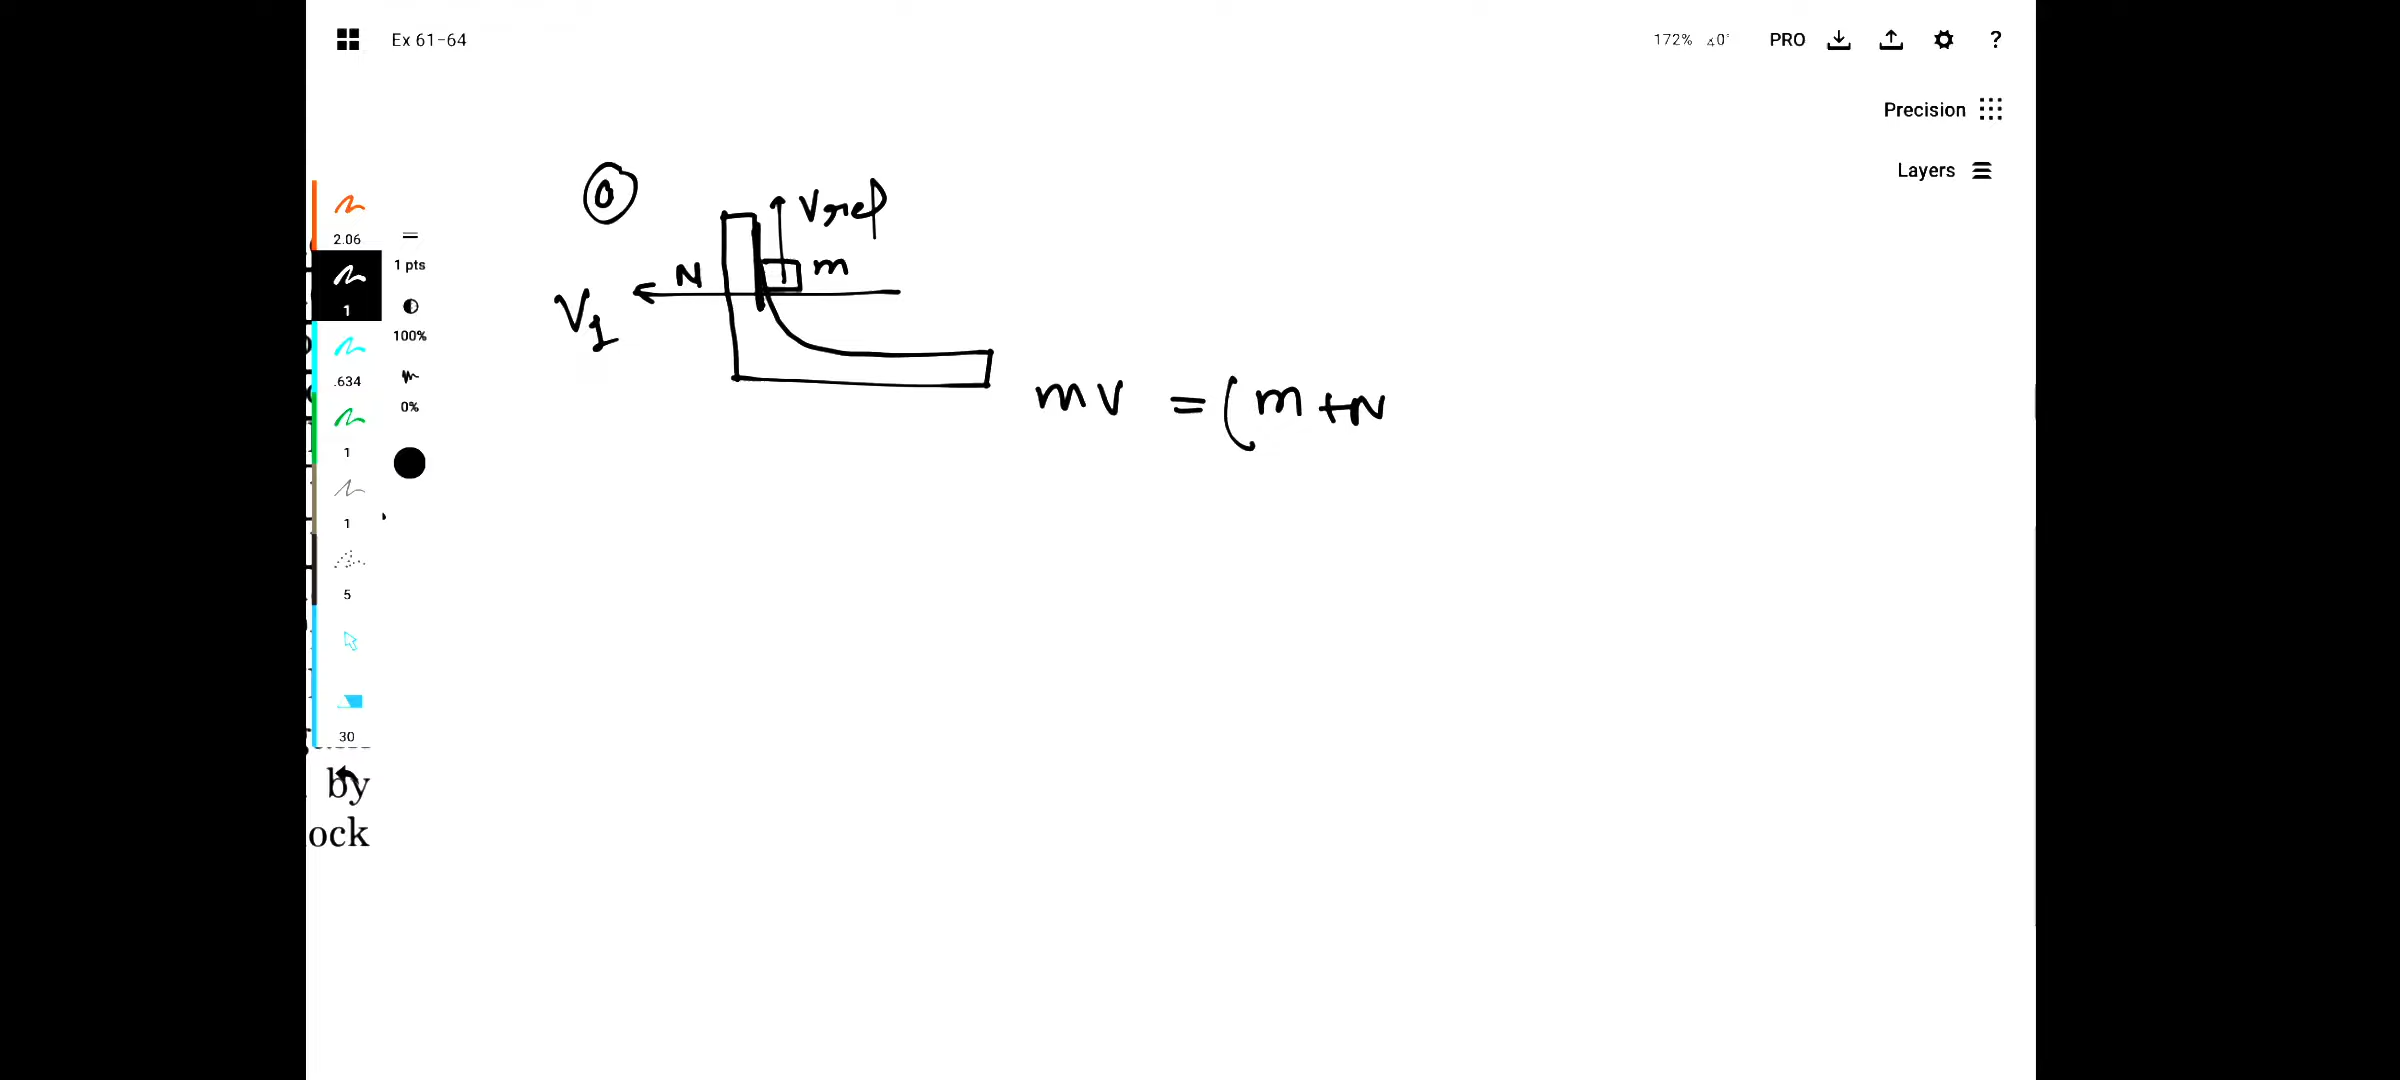 Ex 61-64
172% ∡0°
PRO
?
Precision
Layers
2.06
1 pts
1
100%
.634
0%
1
1
5
30
by
ock
0
Vrel
N
m
V1
mV = (m+N